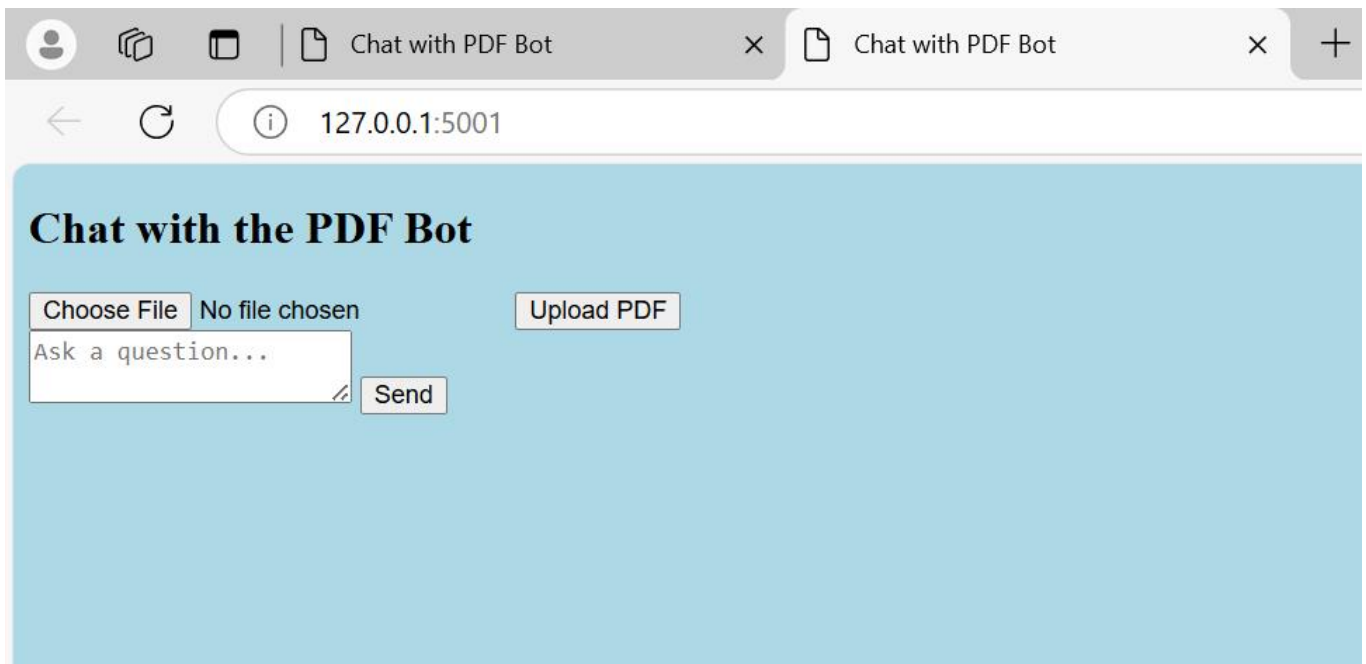 Chat with PDF Bot Chat with PDF Bot
127.0.0.1:5001
Chat with the PDF Bot
Choose File No file chosen Upload PDF
Ask a question...
Send